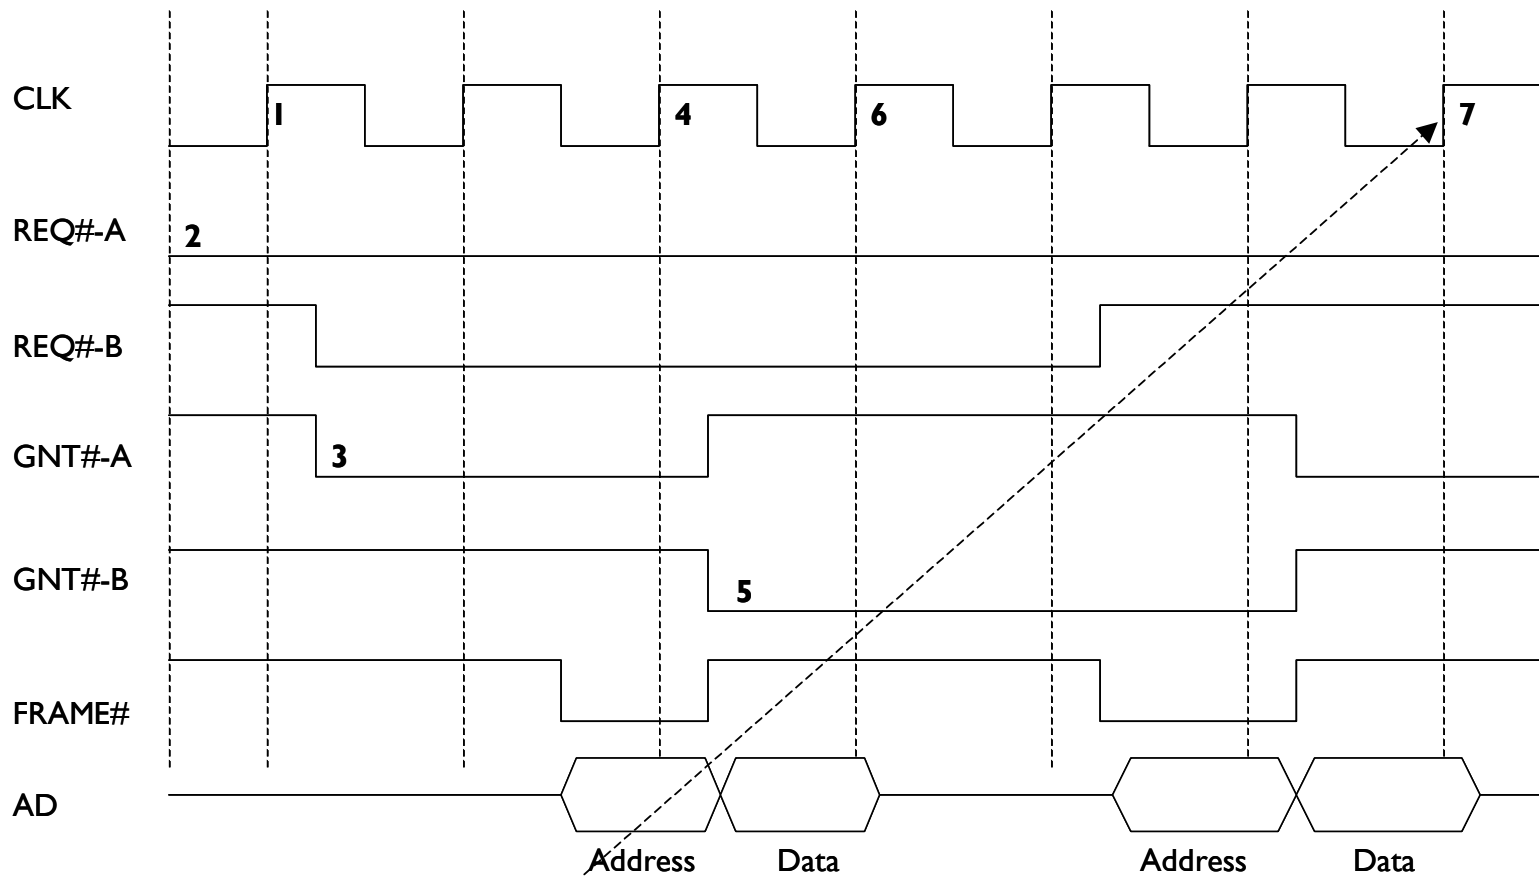 CLK 1 4 6 7
REQ#-A 2
REQ#-B
GNT#-A 3
GNT#-B 5
FRAME#
AD
Address Data Address Data